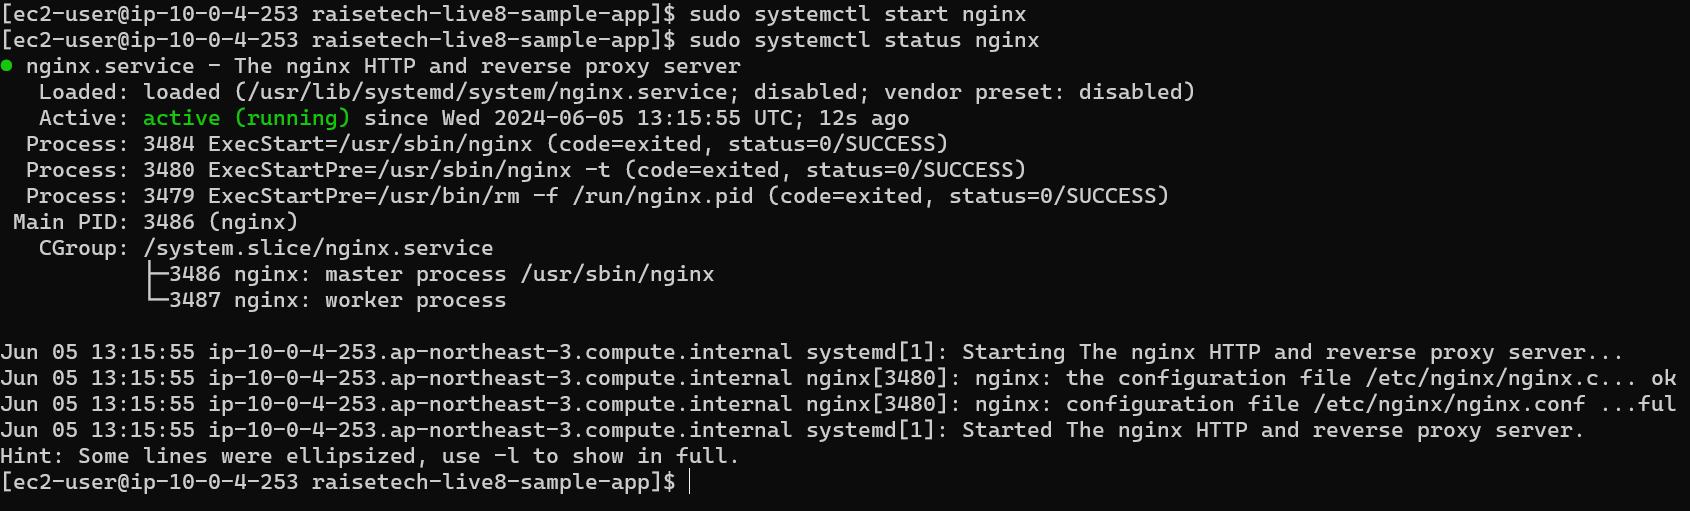 [ec2-user@ip-10-0-4-253 raisetech-live8-sample-app]$ sudo systemctl start nginx
[ec2-user@ip-10-0-4-253 raisetech-live8-sample-app]$ sudo systemctl status nginx
● nginx.service - The nginx HTTP and reverse proxy server
   Loaded: loaded (/usr/lib/systemd/system/nginx.service; disabled; vendor preset: disabled)
   Active: active (running) since Wed 2024-06-05 13:15:55 UTC; 12s ago
  Process: 3484 ExecStart=/usr/sbin/nginx (code=exited, status=0/SUCCESS)
  Process: 3480 ExecStartPre=/usr/sbin/nginx -t (code=exited, status=0/SUCCESS)
  Process: 3479 ExecStartPre=/usr/bin/rm -f /run/nginx.pid (code=exited, status=0/SUCCESS)
 Main PID: 3486 (nginx)
   CGroup: /system.slice/nginx.service
           ├─3486 nginx: master process /usr/sbin/nginx
           └─3487 nginx: worker process

Jun 05 13:15:55 ip-10-0-4-253.ap-northeast-3.compute.internal systemd[1]: Starting The nginx HTTP and reverse proxy server...
Jun 05 13:15:55 ip-10-0-4-253.ap-northeast-3.compute.internal nginx[3480]: nginx: the configuration file /etc/nginx/nginx.c... ok
Jun 05 13:15:55 ip-10-0-4-253.ap-northeast-3.compute.internal nginx[3480]: nginx: configuration file /etc/nginx/nginx.conf ...ful
Jun 05 13:15:55 ip-10-0-4-253.ap-northeast-3.compute.internal systemd[1]: Started The nginx HTTP and reverse proxy server.
Hint: Some lines were ellipsized, use -l to show in full.
[ec2-user@ip-10-0-4-253 raisetech-live8-sample-app]$